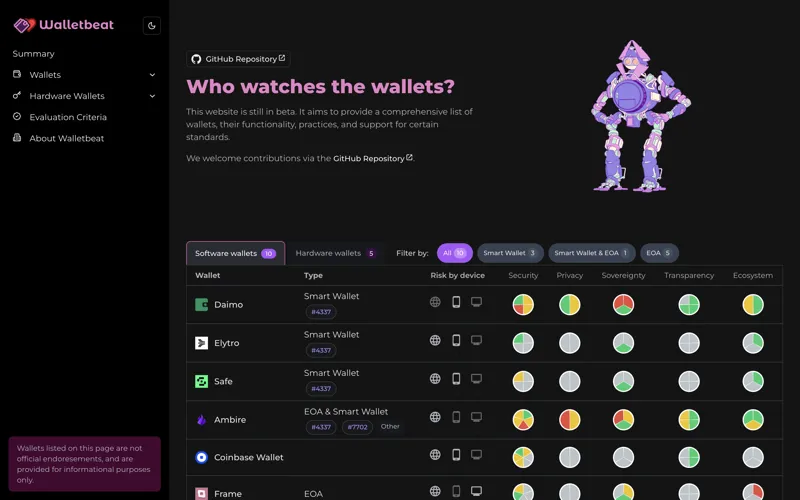 Walletbeat
Summary
Wallets
Hardware Wallets
Evaluation Criteria
About Walletbeat
Wallets listed on this page are not
official endoresements, and are
provided for informational purposes
only.
GitHub Repository
Who watches the wallets?
This website is still in beta. It aims to provide a comprehensive list of
wallets, their functionality, practices, and support for certain
standards.
We welcome contributions via the GitHub Repository.
Software wallets 10
Hardware wallets 5
Filter by:
All 10
Smart Wallet 3
Smart Wallet & EOA 1
EOA 5
Wallet Type Risk by device Security Privacy Sovereignty Transparency Ecosystem
Daimo Smart Wallet
#4337
Elytro Smart Wallet
#4337
Safe Smart Wallet
#4337
Ambire EOA & Smart Wallet
#4337 #7702 Other
Coinbase Wallet
Frame EOA